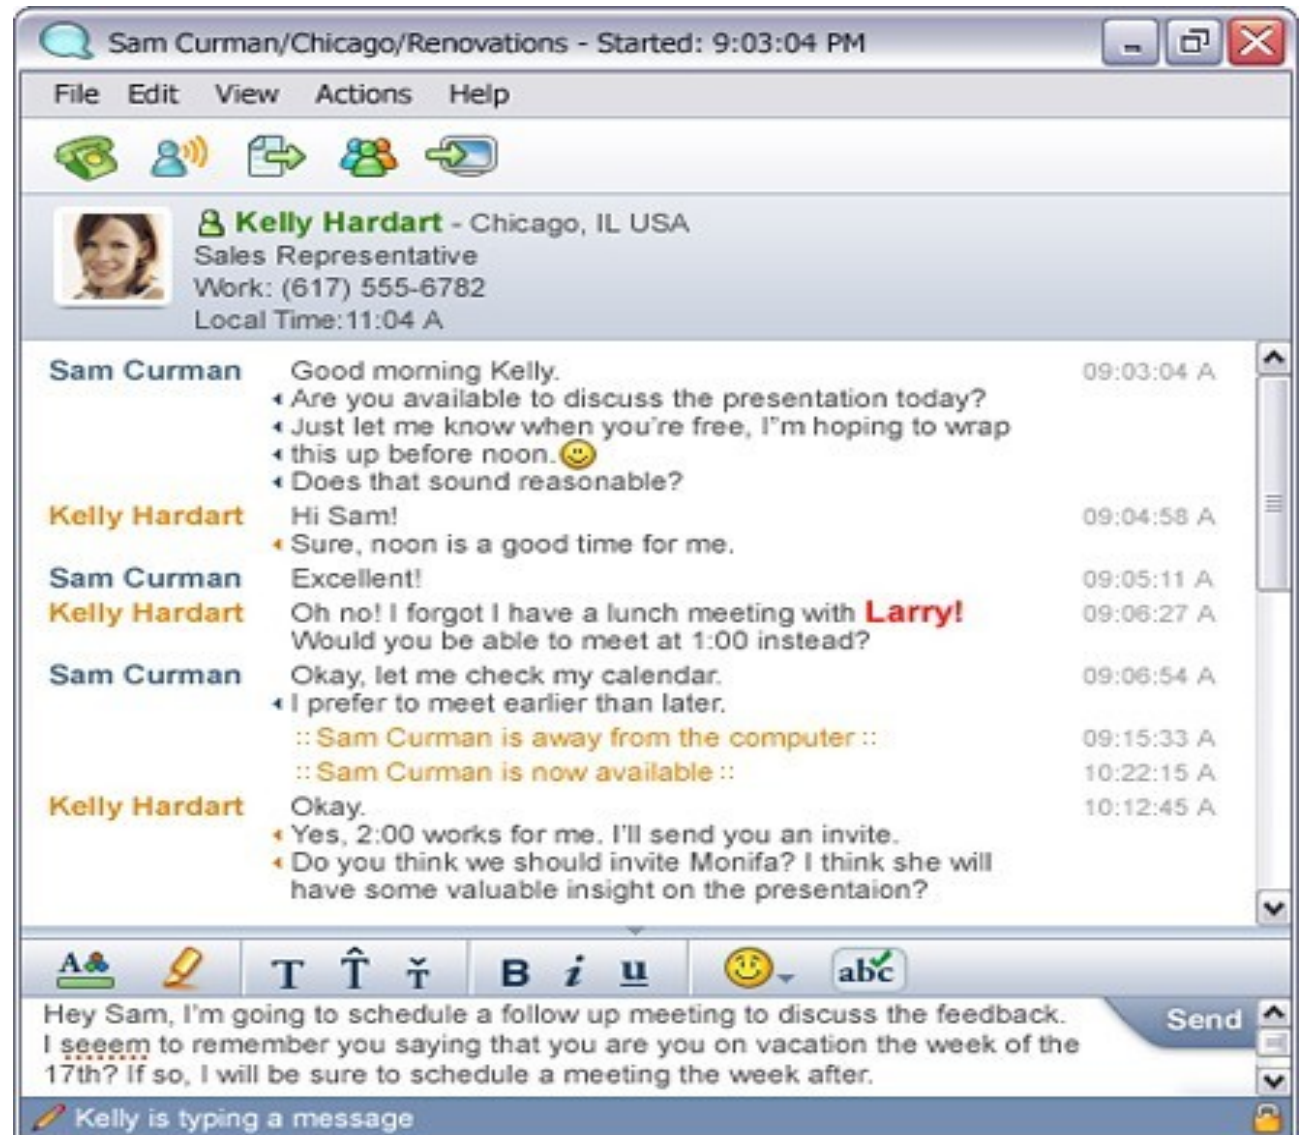 Sam Curman/Chicago/Renovations - Started: 9:03:04 PM
File Edit View Actions Help
Kelly Hardart - Chicago, IL USA
Sales Representative
Work: (617) 555-6782
Local Time:11:04 A
Sam Curman Good morning Kelly. 09:03:04 A
Are you available to discuss the presentation today?
Just let me know when you're free, I"m hoping to wrap
this up before noon.
Does that sound reasonable?
Kelly Hardart Hi Sam! 09:04:58 A
Sure, noon is a good time for me.
Sam Curman Excellent! 09:05:11 A
Kelly Hardart Oh no! I forgot I have a lunch meeting with Larry! 09:06:27 A
Would you be able to meet at 1:00 instead?
Sam Curman Okay, let me check my calendar. 09:06:54 A
I prefer to meet earlier than later.
:: Sam Curman is away from the computer :: 09:15:33 A
:: Sam Curman is now available :: 10:22:15 A
Kelly Hardart Okay. 10:12:45 A
Yes, 2:00 works for me. I'll send you an invite.
Do you think we should invite Monifa? I think she will
have some valuable insight on the presentaion?
A T T T B i u abc
Hey Sam, I'm going to schedule a follow up meeting to discuss the feedback.
I seeem to remember you saying that you are you on vacation the week of the
17th? If so, I will be sure to schedule a meeting the week after.
Send
Kelly is typing a message